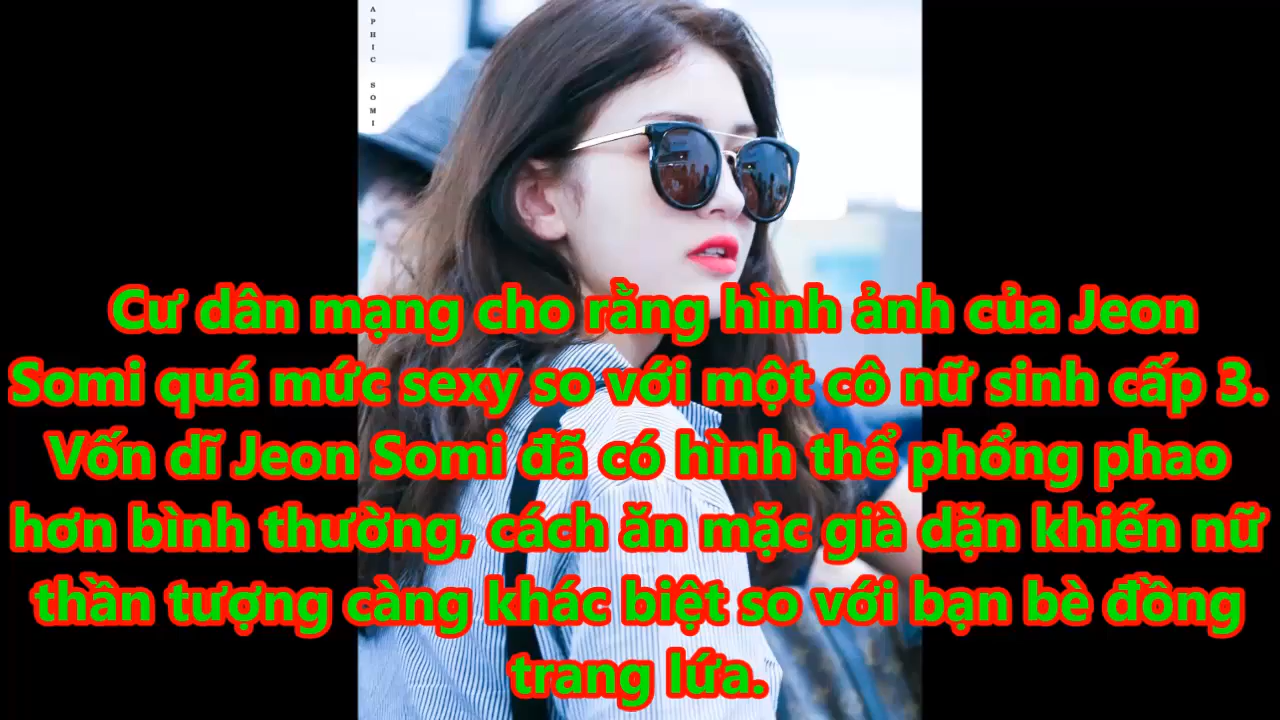 APHIC SOMI
Cư dân mạng cho rằng hình ảnh của Jeon
Somi quá mức sexy so với một cô nữ sinh cấp 3.
Vốn dĩ Jeon Somi đã có hình thể phổng phao
hơn bình thường, cách ăn mặc già dặn khiến nữ
thần tượng càng khác biệt so với bạn bè đồng
trang lứa.